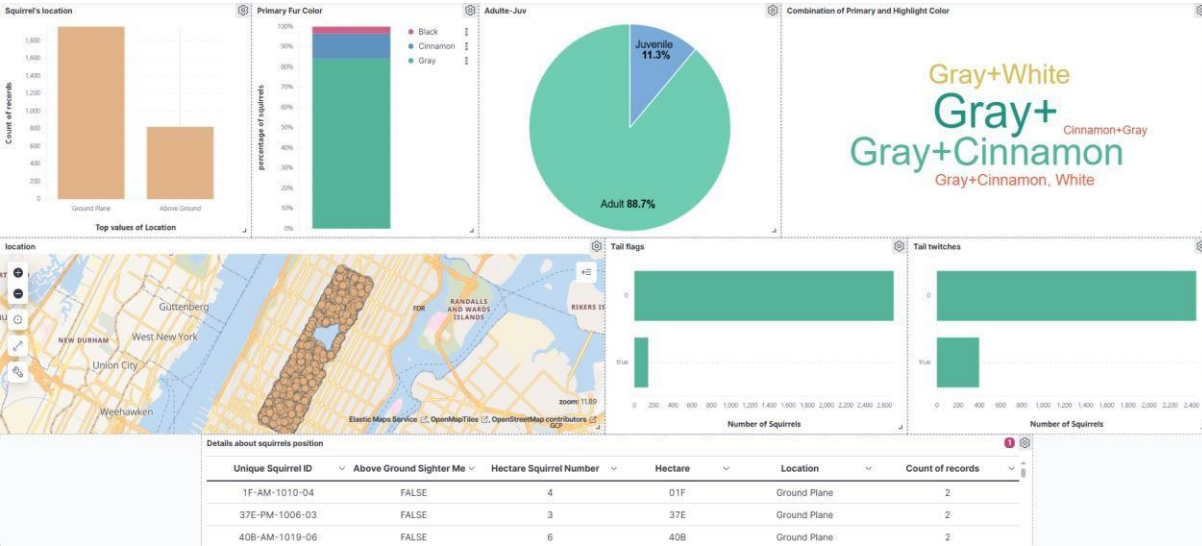 Squirrel's location
Count of records
1,800
1,600
1,400
1,200
1,000
800
600
400
200
0
Ground Plane
Above Ground
Top values of Location
Primary Fur Color
percentage of squirrels
100%
90%
80%
70%
60%
50%
40%
30%
20%
10%
0%
Black
Cinnamon
Gray
Adulte-Juv
Juvenile
11.3%
Adult 88.7%
Combination of Primary and Highlight Color
Gray+White
Gray+
Cinnamon+Gray
Gray+Cinnamon
Gray+Cinnamon, White
location
Guttenberg
NEW DURHAM
West New York
Union City
Weehawken
FDR
RANDALLS
AND WARDS
ISLANDS
RIKERS IS
zoom: 11.89
Elastic Maps Service, OpenMapTiles, OpenStreetMap contributors
GCP
Tail flags
0
true
0 200 400 600 800 1,000 1,200 1,400 1,600 1,800 2,000 2,200 2,400 2,600
Number of Squirrels
Tail twitches
0
true
0 200 400 600 800 1,000 1,200 1,400 1,600 1,800 2,000 2,200 2,400
Number of Squirrels
Details about squirrels position
1
Unique Squirrel ID Above Ground Sighter Me Hectare Squirrel Number Hectare Location Count of records
1F-AM-1010-04 FALSE 4 01F Ground Plane 2
37E-PM-1006-03 FALSE 3 37E Ground Plane 2
40B-AM-1019-06 FALSE 6 40B Ground Plane 2